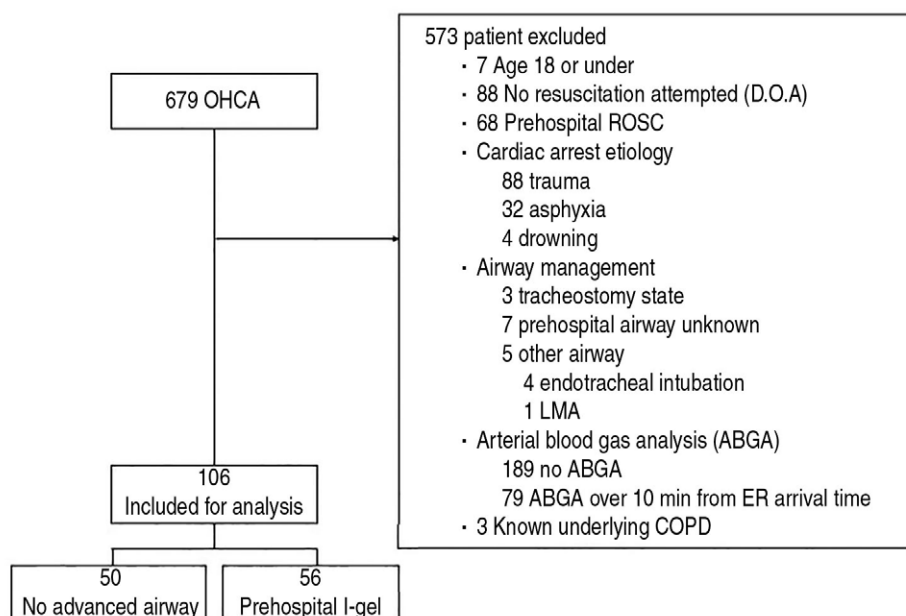 679 OHCA
573 patient excluded
· 7 Age 18 or under
· 88 No resuscitation attempted (D.O.A)
· 68 Prehospital ROSC
· Cardiac arrest etiology
88 trauma
32 asphyxia
4 drowning
· Airway management
3 tracheostomy state
7 prehospital airway unknown
5 other airway
4 endotracheal intubation
1 LMA
· Arterial blood gas analysis (ABGA)
189 no ABGA
79 ABGA over 10 min from ER arrival time
· 3 Known underlying COPD
106
Included for analysis
50
No advanced airway
56
Prehospital I-gel